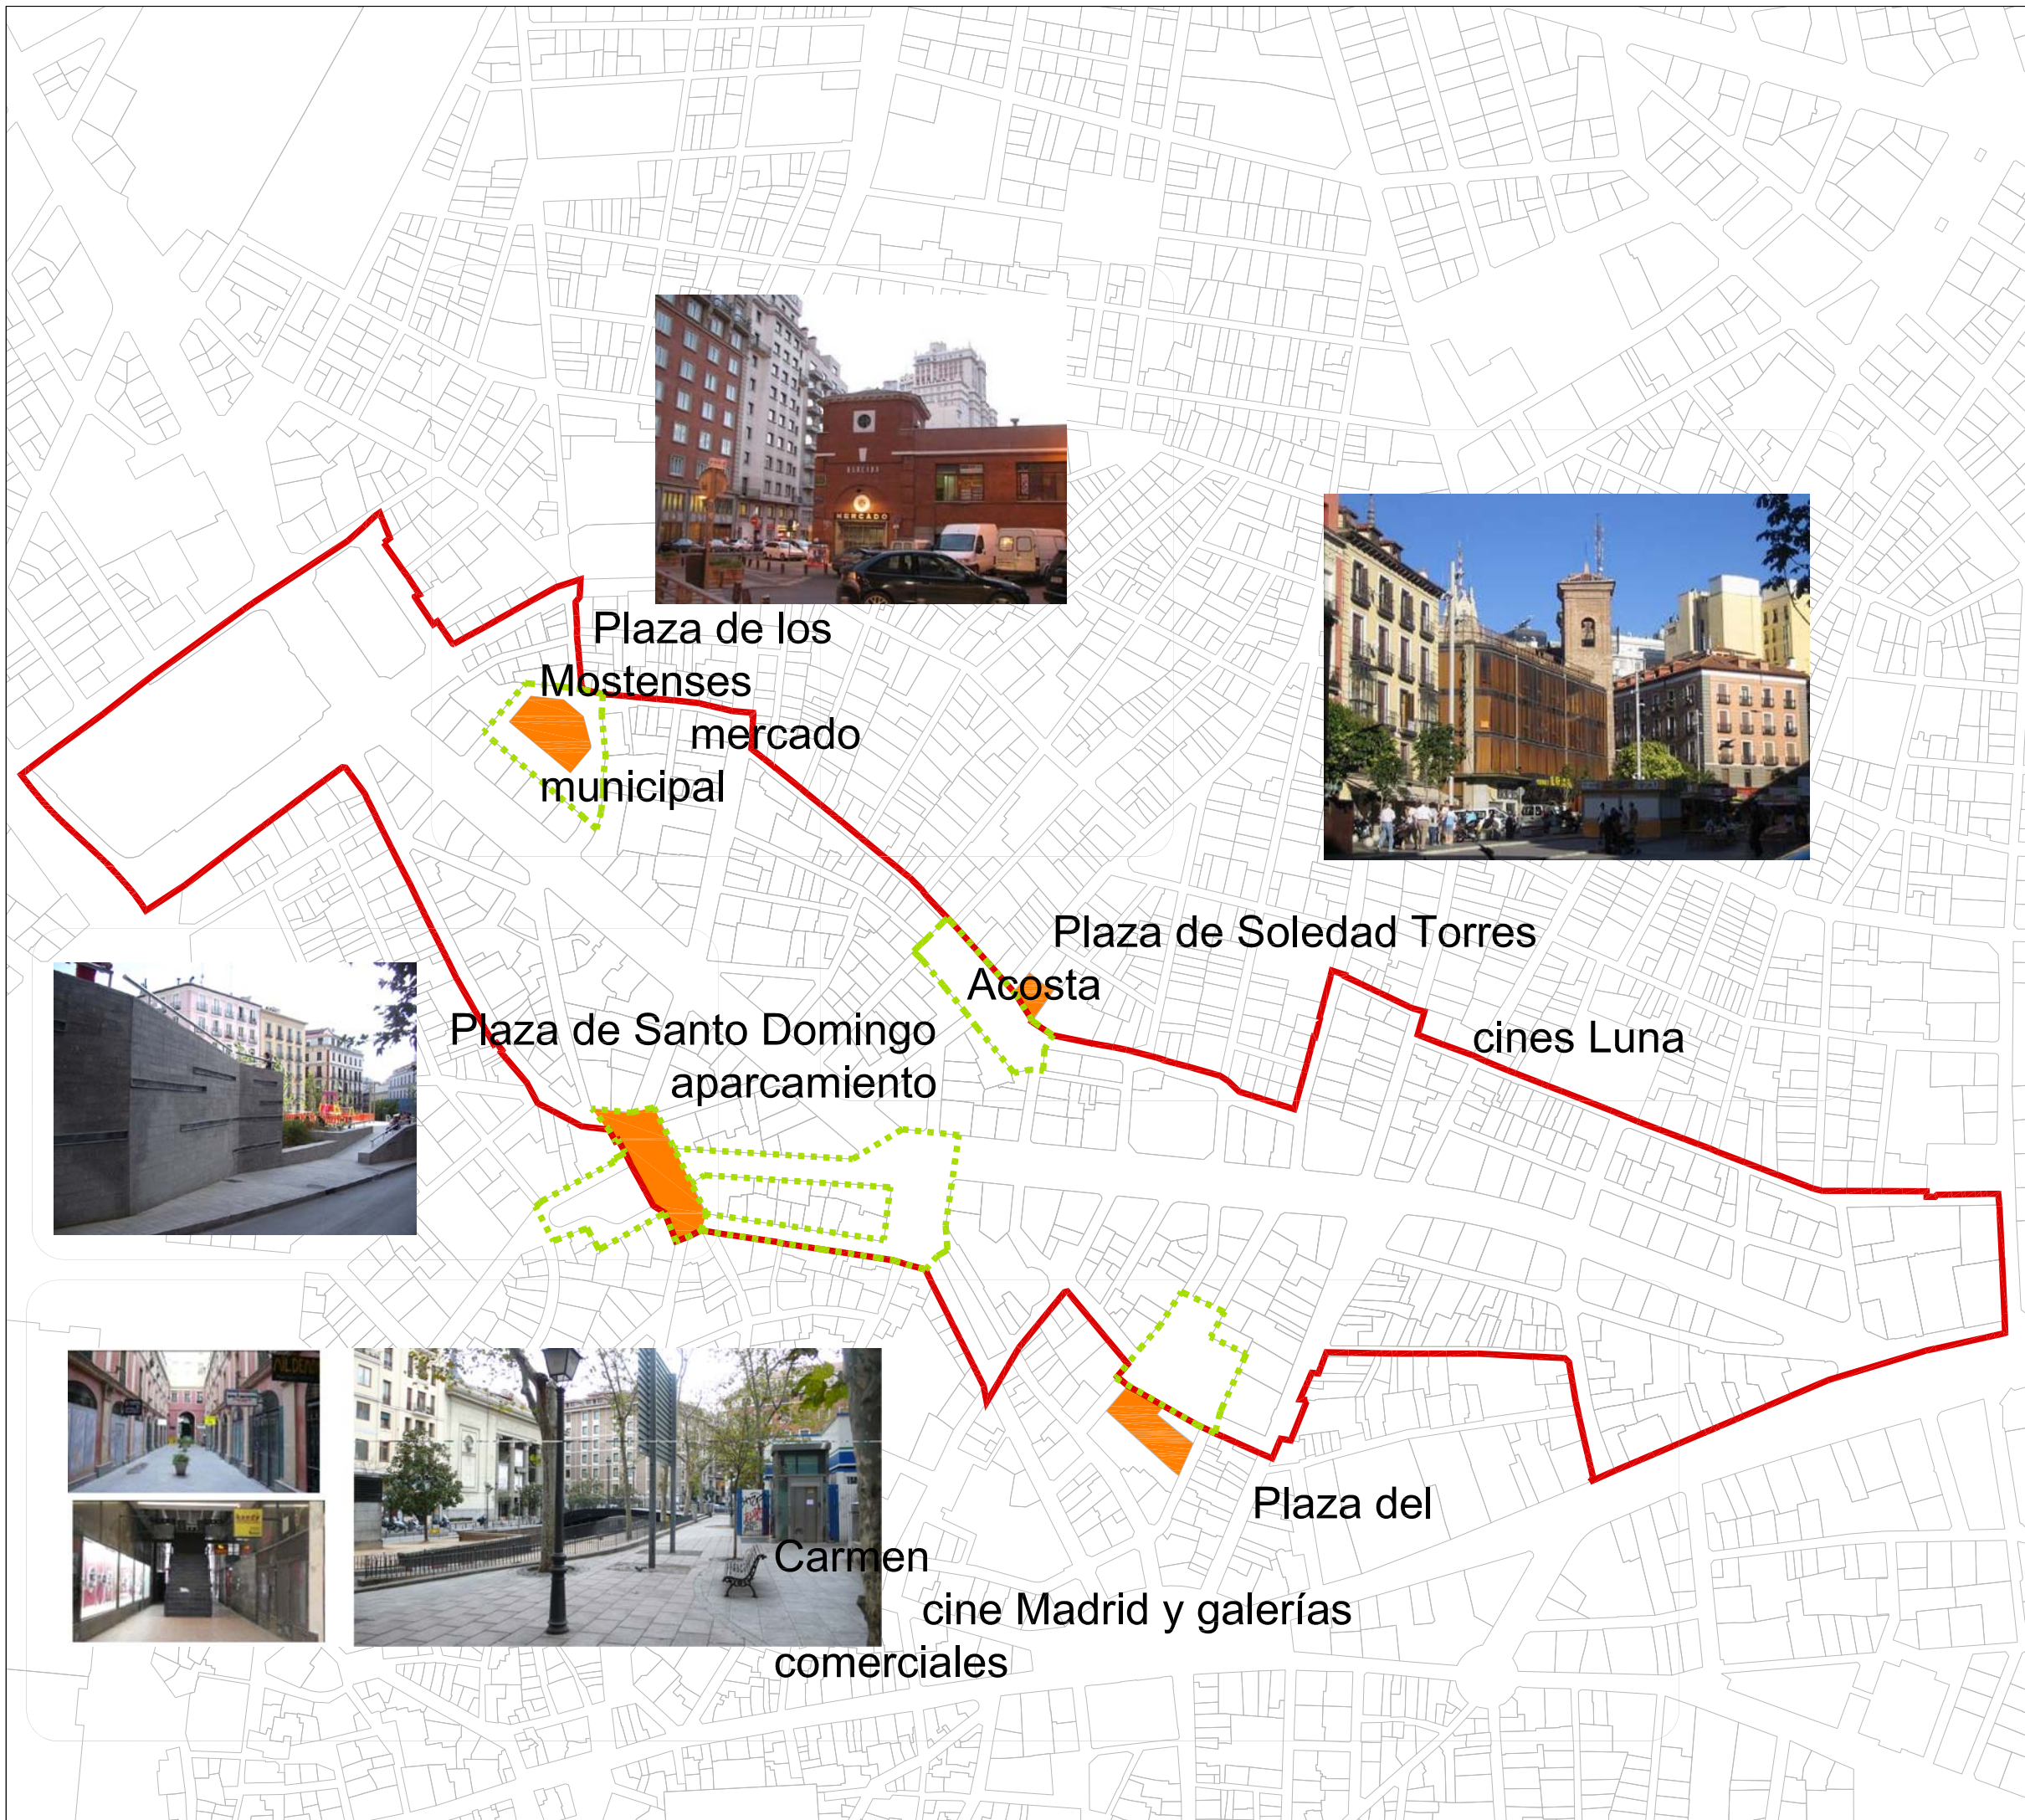 MERCADO
Plaza de los
Mostenses
mercado
municipal
Plaza de Soledad Torres
Acosta
cines Luna
Plaza de Santo Domingo
aparcamiento
Plaza del
Carmen
cine Madrid y galerías
comerciales